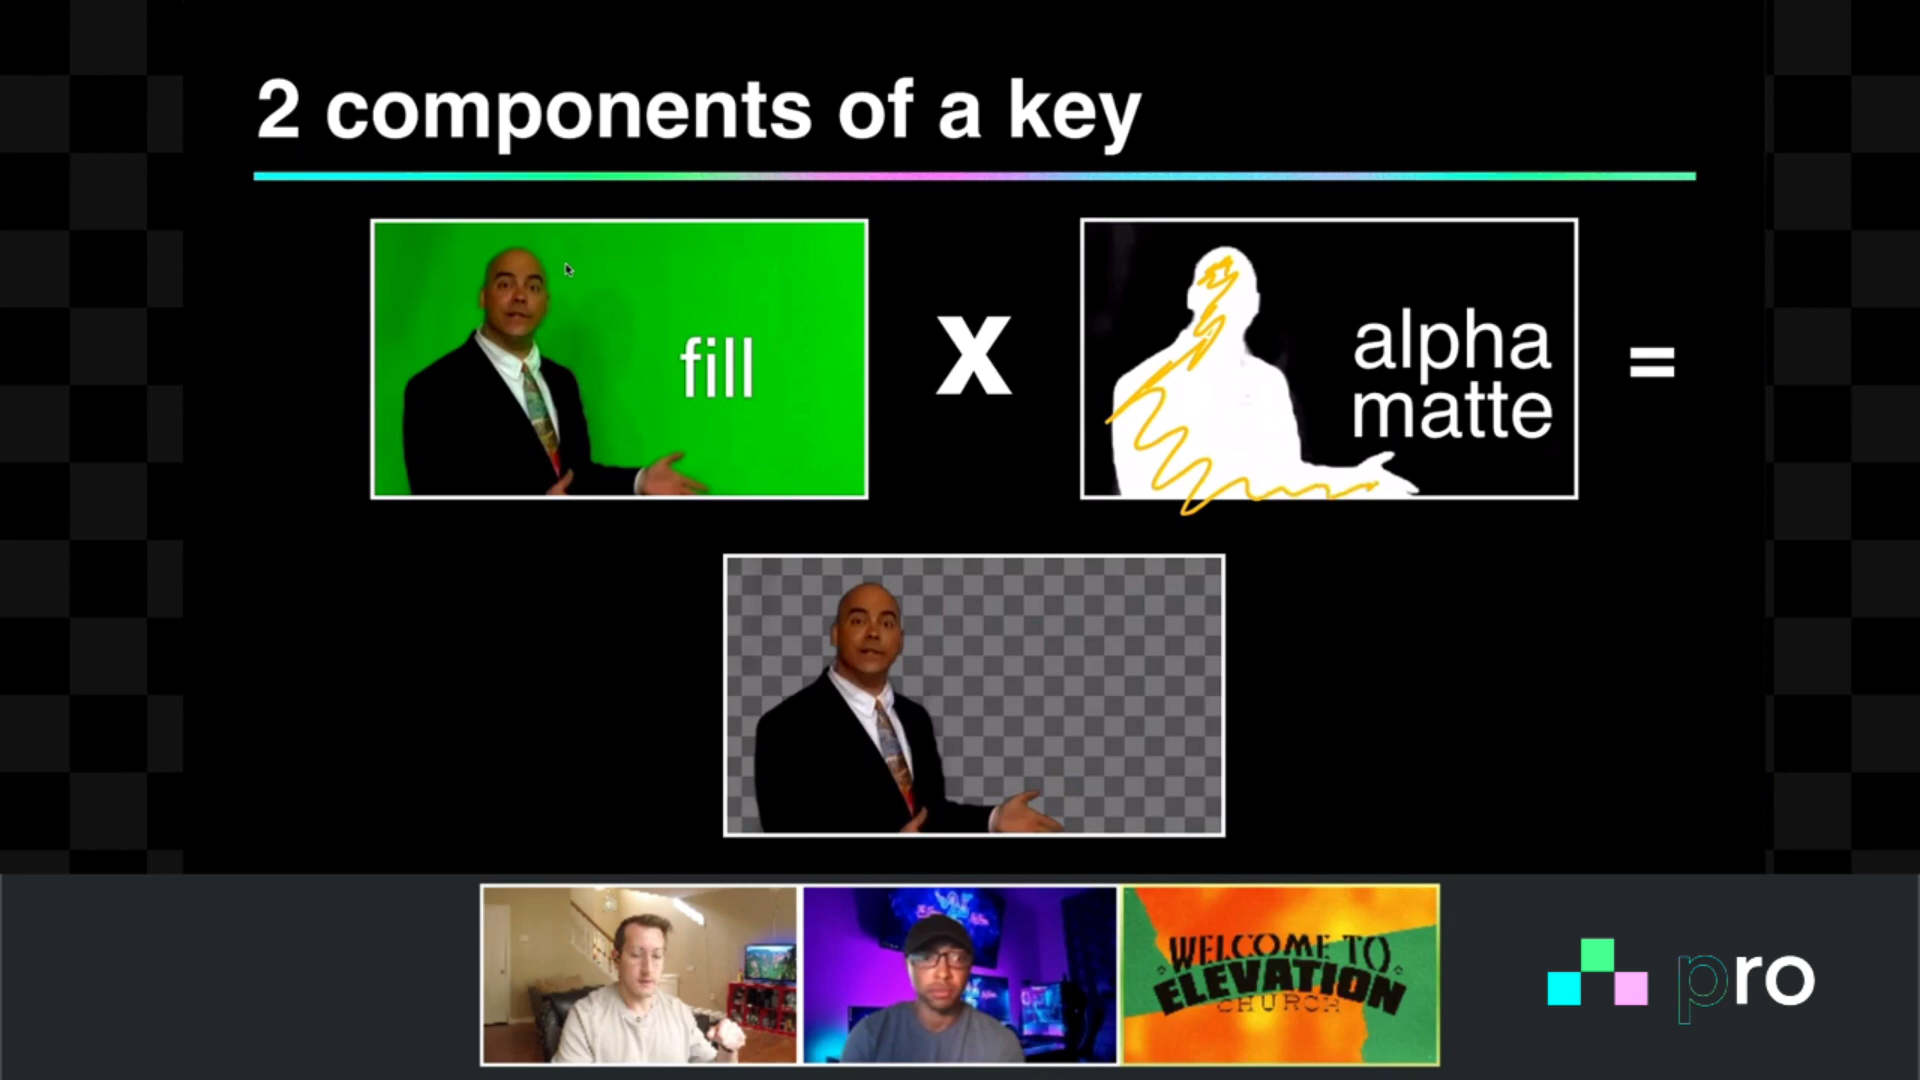 2 components of a key
fill
x
alpha
matte
=
WELCOME TO
ELEVATION
CHURCH
pro